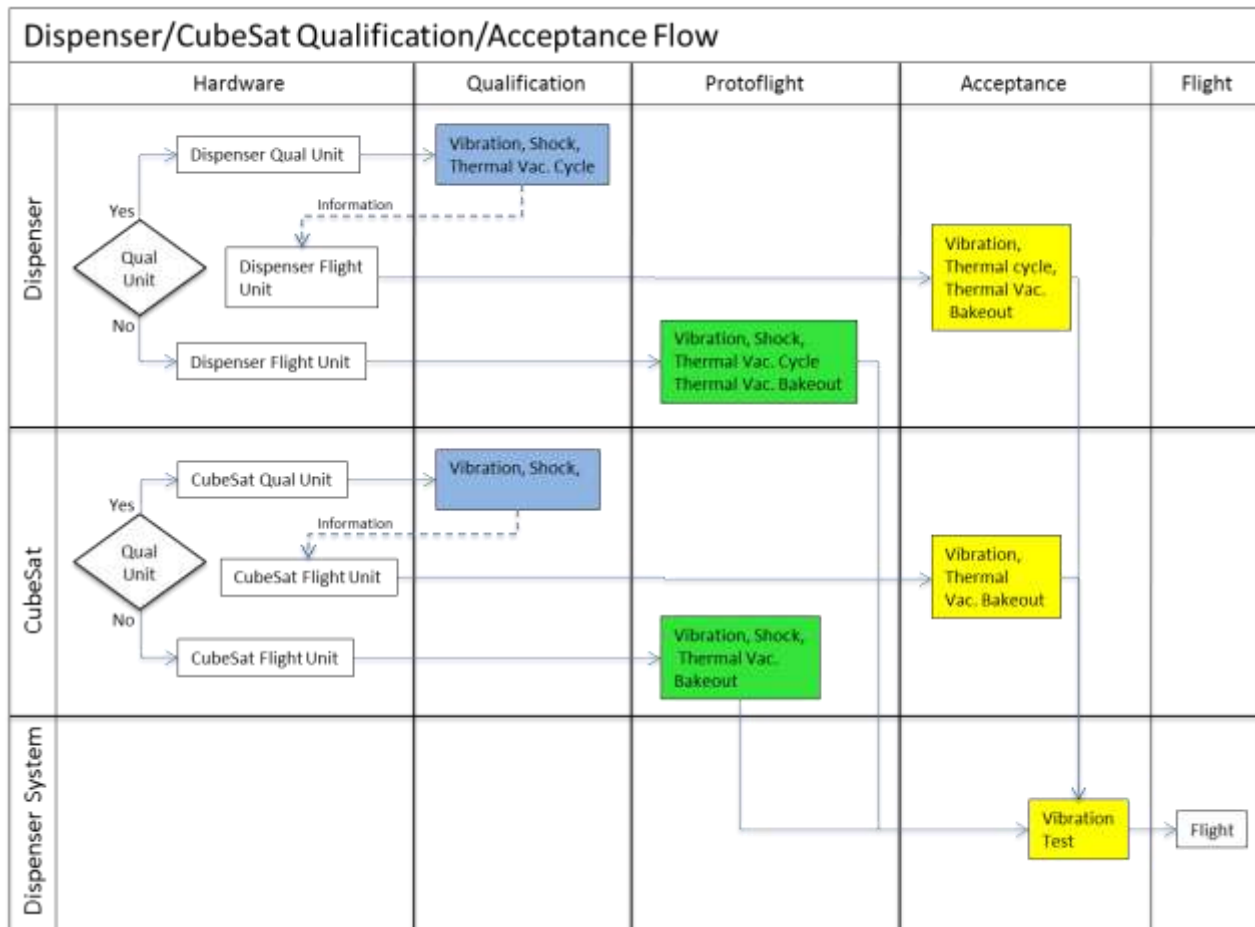 Dispenser/CubeSat Qualification/Acceptance Flow
Hardware
Qualification
Protoflight
Acceptance
Flight
Dispenser
Dispenser Qual Unit
Vibration, Shock,
Thermal Vac. Cycle
Information
Yes
Qual
Unit
No
Dispenser Flight
Unit
Vibration,
Thermal cycle,
Thermal Vac.
Bakeout
Dispenser Flight Unit
Vibration, Shock,
Thermal Vac. Cycle
Thermal Vac. Bakeout
CubeSat
CubeSat Qual Unit
Vibration, Shock,
Information
Yes
Qual
Unit
No
CubeSat Flight Unit
Vibration,
Thermal
Vac. Bakeout
CubeSat Flight Unit
Vibration, Shock,
Thermal Vac.
Bakeout
Dispenser System
Vibration
Test
Flight